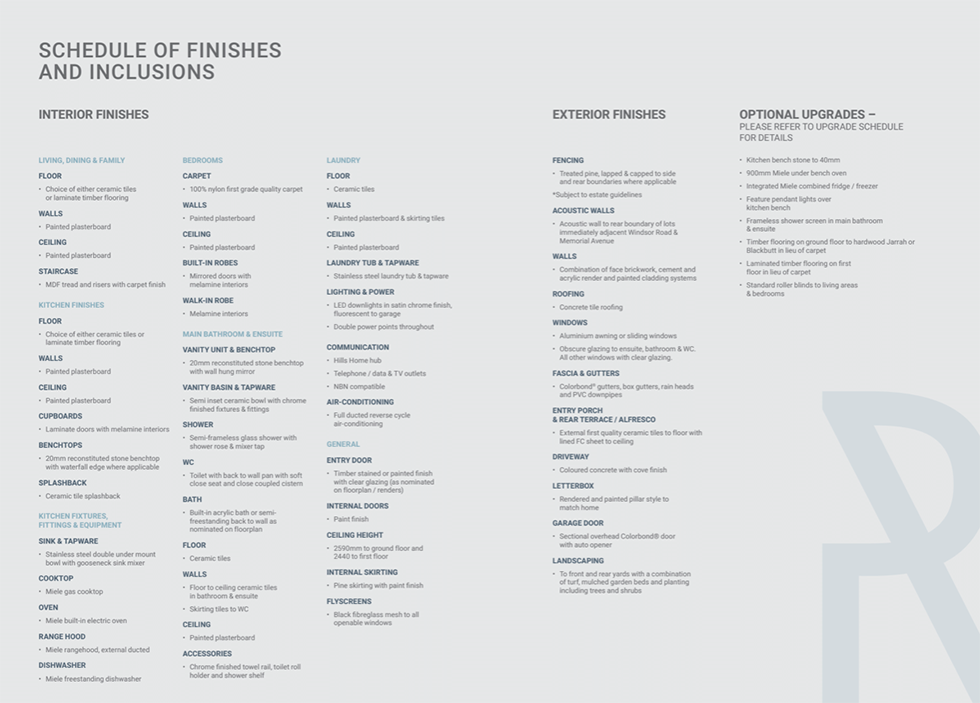 SCHEDULE OF FINISHES
AND INCLUSIONS
INTERIOR FINISHES
LIVING, DINING & FAMILY
FLOOR
• Choice of either ceramic tiles
or laminate timber flooring
WALLS
• Painted plasterboard
CEILING
• Painted plasterboard
STAIRCASE
• MDF tread and risers with carpet finish
KITCHEN FINISHES
FLOOR
• Choice of either ceramic tiles or
laminate timber flooring
WALLS
• Painted plasterboard
CEILING
• Painted plasterboard
CUPBOARDS
• Laminate doors with melamine interiors
BENCHTOPS
• 20mm reconstituted stone benchtop
with waterfall edge where applicable
SPLASHBACK
• Ceramic tile splashback
KITCHEN FIXTURES,
FITTINGS & EQUIPMENT
SINK & TAPWARE
• Stainless steel double under mount
bowl with gooseneck sink mixer
COOKTOP
• Miele gas cooktop
OVEN
• Miele built-in electric oven
RANGE HOOD
• Miele rangehood, external ducted
DISHWASHER
• Miele freestanding dishwasher
BEDROOMS
CARPET
• 100% nylon first grade quality carpet
WALLS
• Painted plasterboard
CEILING
• Painted plasterboard
BUILT-IN ROBES
• Mirrored doors with
melamine interiors
WALK-IN ROBE
• Melamine interiors
MAIN BATHROOM & ENSUITE
VANITY UNIT & BENCHTOP
• 20mm reconstituted stone benchtop
with wall hung mirror
VANITY BASIN & TAPWARE
• Semi inset ceramic bowl with chrome
finished fixtures & fittings
SHOWER
• Semi-frameless glass shower with
shower rose & mixer tap
WC
• Toilet with back to wall pan with soft
close seat and close coupled cistern
BATH
• Built-in acrylic bath or semi-
freestanding back to wall as
nominated on floorplan
FLOOR
• Ceramic tiles
WALLS
• Floor to ceiling ceramic tiles
in bathroom & ensuite
• Skirting tiles to WC
CEILING
• Painted plasterboard
ACCESSORIES
• Chrome finished towel rail, toilet roll
holder and shower shelf
LAUNDRY
FLOOR
• Ceramic tiles
WALLS
• Painted plasterboard & skirting tiles
CEILING
• Painted plasterboard
LAUNDRY TUB & TAPWARE
• Stainless steel laundry tub & tapware
LIGHTING & POWER
• LED downlights in satin chrome finish,
fluorescent to garage
• Double power points throughout
COMMUNICATION
• Hills Home hub
• Telephone / data & TV outlets
• NBN compatible
AIR-CONDITIONING
• Full ducted reverse cycle
air-conditioning
GENERAL
ENTRY DOOR
• Timber stained or painted finish
with clear glazing (as nominated
on floorplan / renders)
INTERNAL DOORS
• Paint finish
CEILING HEIGHT
• 2590mm to ground floor and
2440 to first floor
INTERNAL SKIRTING
• Pine skirting with paint finish
FLYSCREENS
• Black fibreglass mesh to all
openable windows
EXTERIOR FINISHES
FENCING
• Treated pine, lapped & capped to side
and rear boundaries where applicable
*Subject to estate guidelines
ACOUSTIC WALLS
• Acoustic wall to rear boundary of lots
immediately adjacent Windsor Road &
Memorial Avenue
WALLS
• Combination of face brickwork, cement and
acrylic render and painted cladding systems
ROOFING
• Concrete tile roofing
WINDOWS
• Aluminium awning or sliding windows
• Obscure glazing to ensuite, bathroom & WC.
All other windows with clear glazing.
FASCIA & GUTTERS
• Colorbond® gutters, box gutters, rain heads
and PVC downpipes
ENTRY PORCH
& REAR TERRACE / ALFRESCO
• External first quality ceramic tiles to floor with
lined FC sheet to ceiling
DRIVEWAY
• Coloured concrete with cove finish
LETTERBOX
• Rendered and painted pillar style to
match home
GARAGE DOOR
• Sectional overhead Colorbond® door
with auto opener
LANDSCAPING
• To front and rear yards with a combination
of turf, mulched garden beds and planting
including trees and shrubs
OPTIONAL UPGRADES –
PLEASE REFER TO UPGRADE SCHEDULE
FOR DETAILS
• Kitchen bench stone to 40mm
• 900mm Miele under bench oven
• Integrated Miele combined fridge / freezer
• Feature pendant lights over
kitchen bench
• Frameless shower screen in main bathroom
& ensuite
• Timber flooring on ground floor to hardwood Jarrah or
Blackbutt in lieu of carpet
• Laminated timber flooring on first
floor in lieu of carpet
• Standard roller blinds to living areas
& bedrooms
R